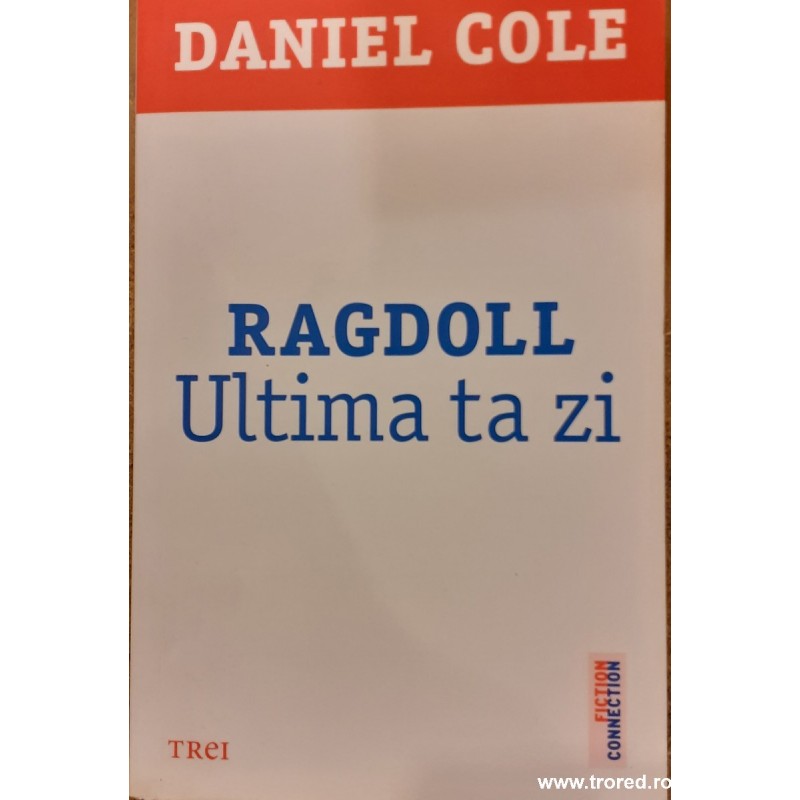 DANIEL COLE
RAGDOLL
Ultima ta zi
FICTION
CONNECTION
TREI
www.trored.ro